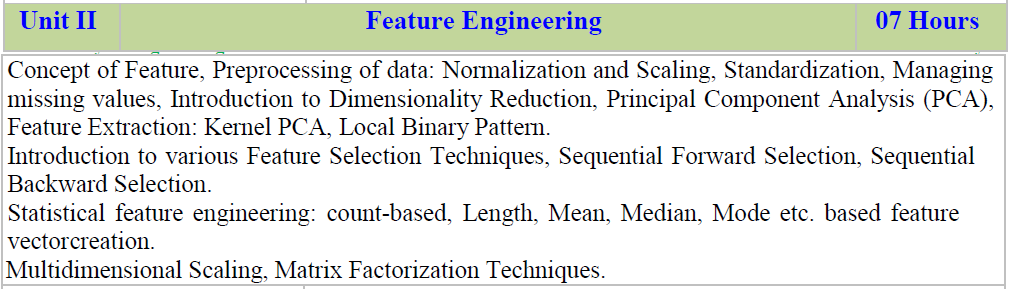 Unit II Feature Engineering 07 Hours
Concept of Feature, Preprocessing of data: Normalization and Scaling, Standardization, Managing
missing values, Introduction to Dimensionality Reduction, Principal Component Analysis (PCA),
Feature Extraction: Kernel PCA, Local Binary Pattern.
Introduction to various Feature Selection Techniques, Sequential Forward Selection, Sequential
Backward Selection.
Statistical feature engineering: count-based, Length, Mean, Median, Mode etc. based feature
vectorcreation.
Multidimensional Scaling, Matrix Factorization Techniques.